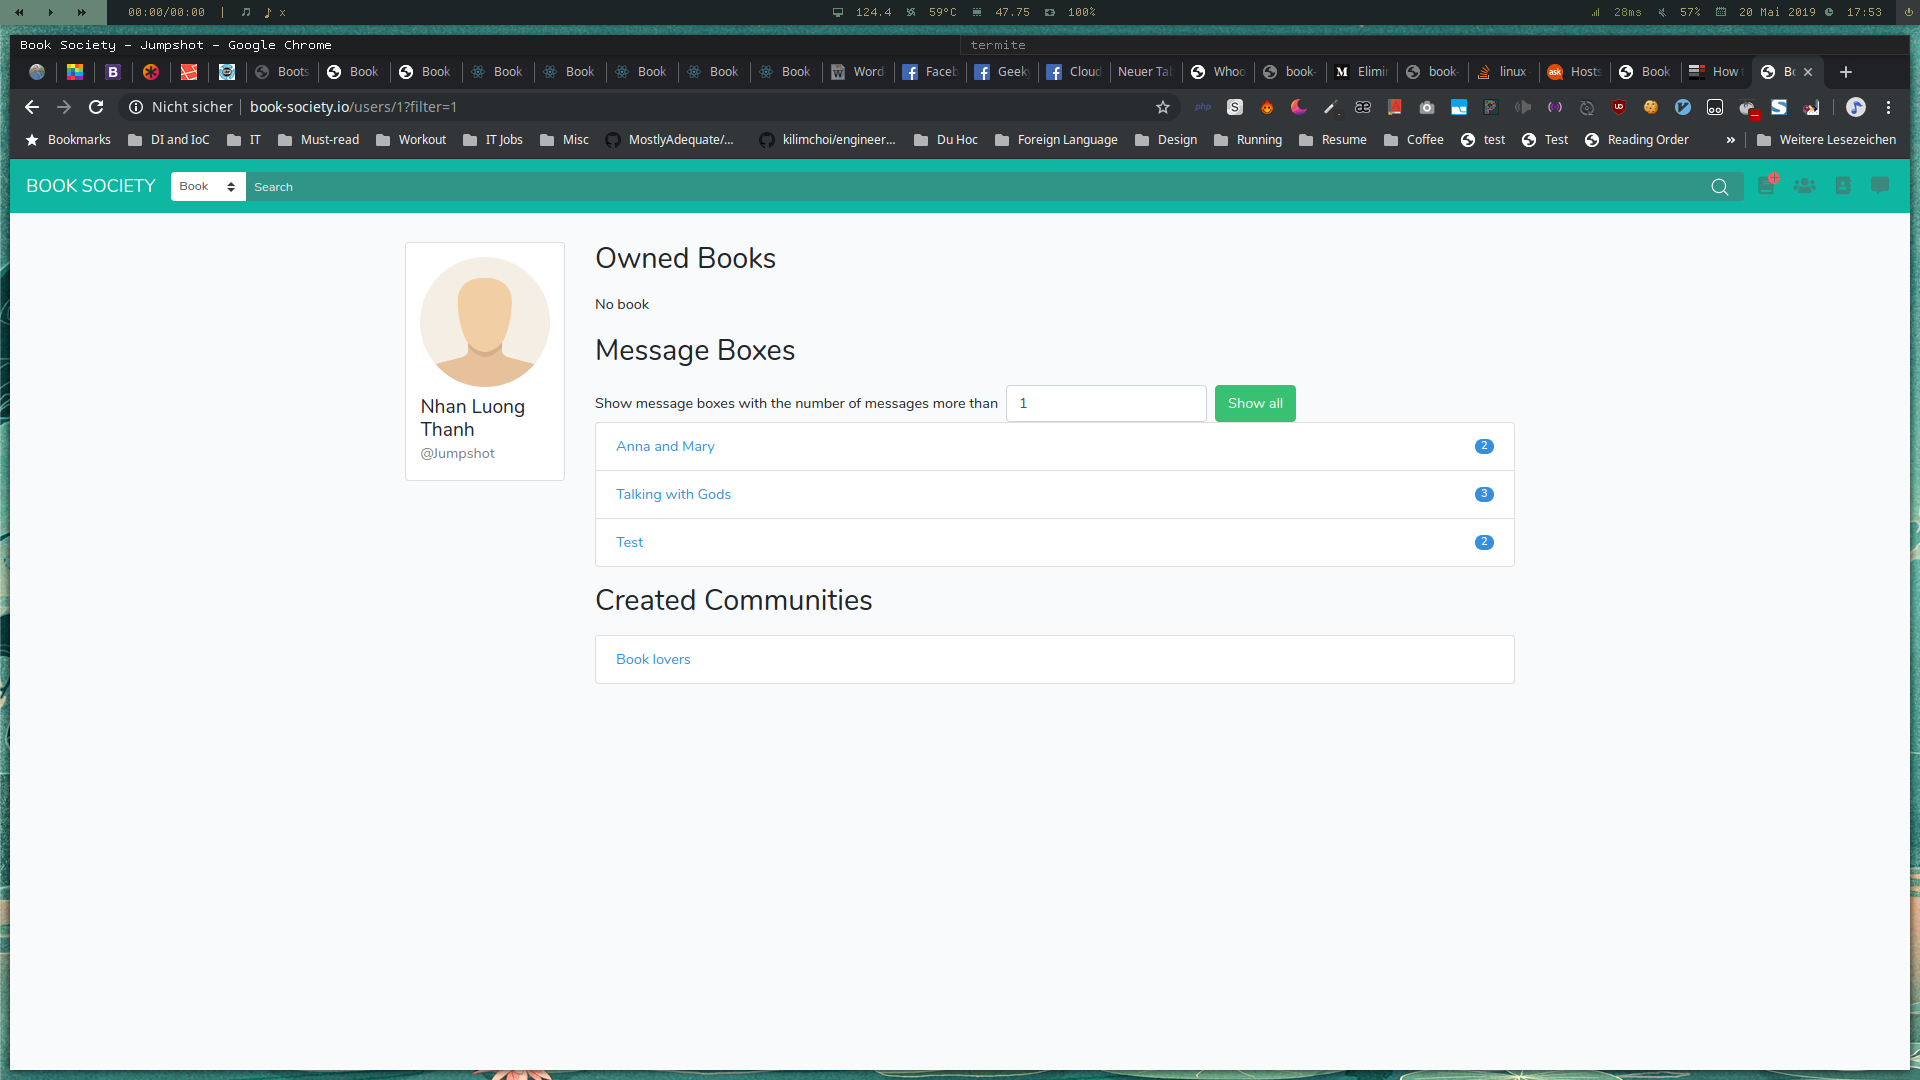 00:00/00:00 | x 124.4 59°C 47.75 100% 28ms 57% 20 Mai 2019 17:53
Book Society - Jumpshot - Google Chrome termite
Boots Book Book Book Book Book Book Book Word Faceb Geeky Cloud Neuer Tab Whoo book- Elimin book- linux- Hosts Book How t Bo
Nicht sicher book-society.io/users/1?filter=1
Bookmarks DI and IoC IT Must-read Workout IT Jobs Misc MostlyAdequate/... kilimchoi/engineer... Du Hoc Foreign Language Design Running Resume Coffee test Test Reading Order » Weitere Lesezeichen
BOOK SOCIETY Book Search
Owned Books
No book
Message Boxes
Show message boxes with the number of messages more than 1 Show all
Nhan Luong
Thanh
@Jumpshot
Anna and Mary 2
Talking with Gods 3
Test 2
Created Communities
Book lovers